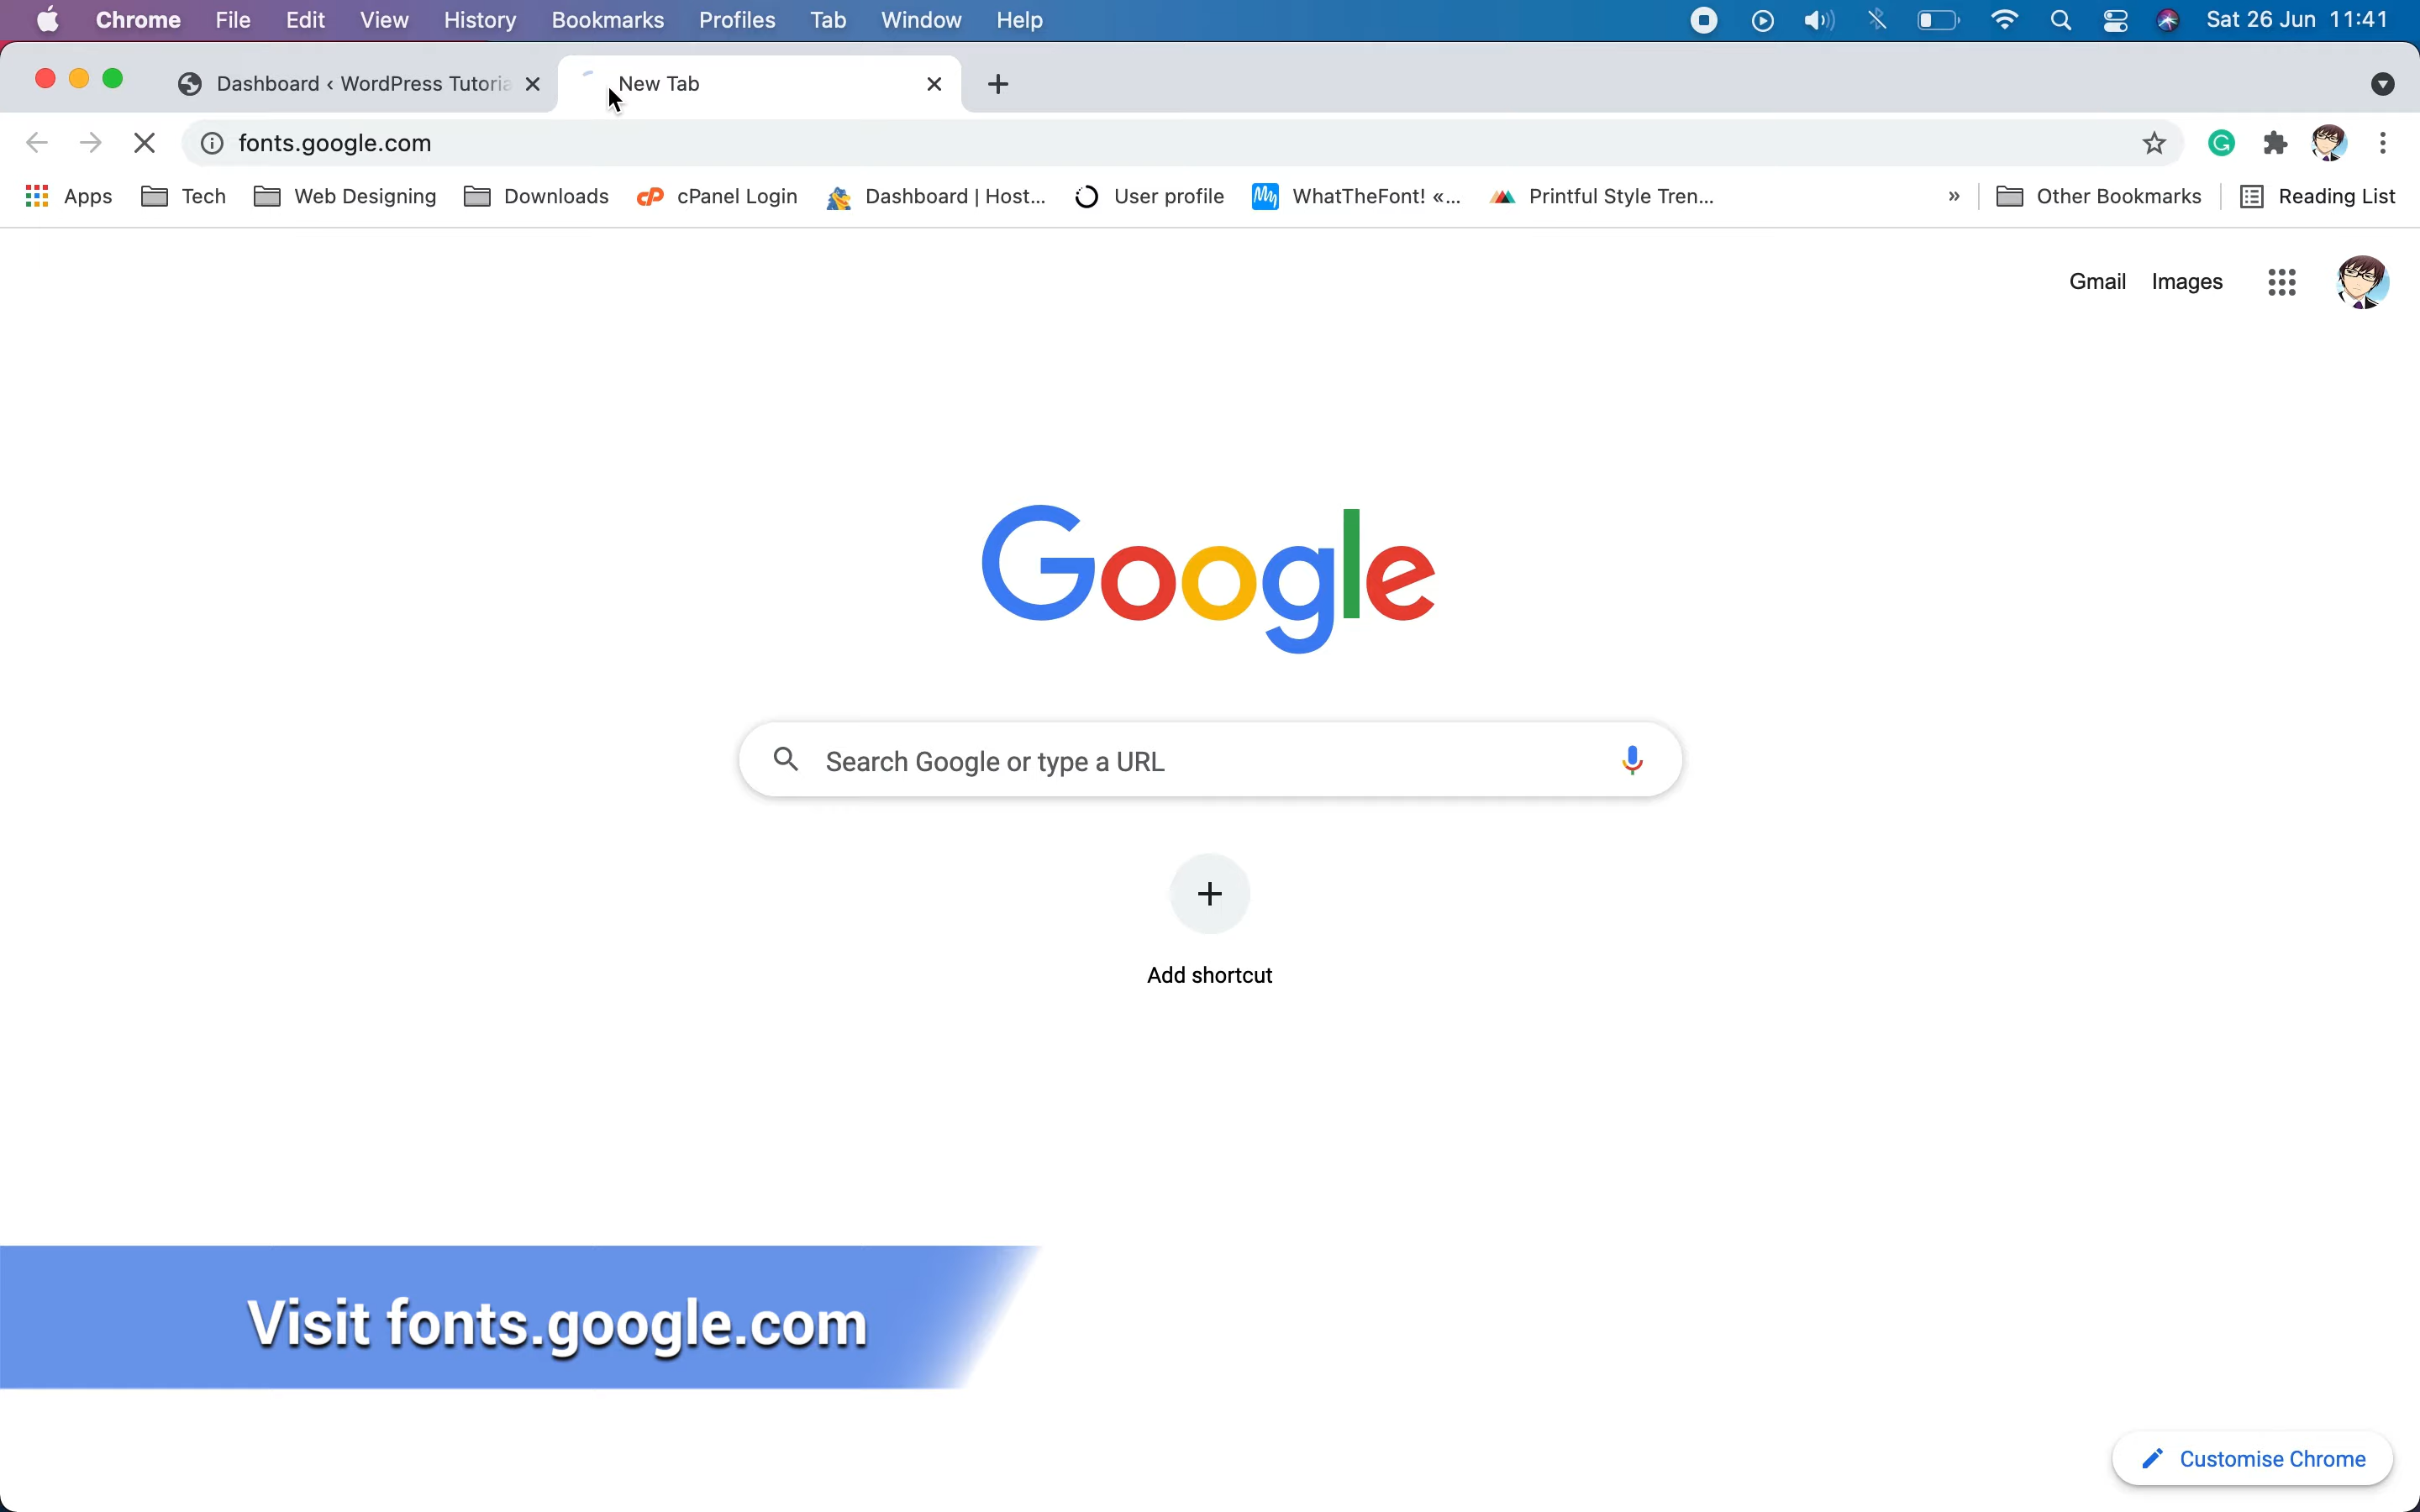 Chrome File Edit View History Bookmarks Profiles Tab Window Help Sat 26 Jun 11:41
Dashboard ‹ WordPress Tutoria New Tab
fonts.google.com
Apps Tech Web Designing Downloads cP cPanel Login Dashboard | Host... User profile My WhatTheFont! «... Printful Style Tren... » Other Bookmarks Reading List
Gmail Images
Google
Search Google or type a URL
Add shortcut
Visit fonts.google.com
Customise Chrome